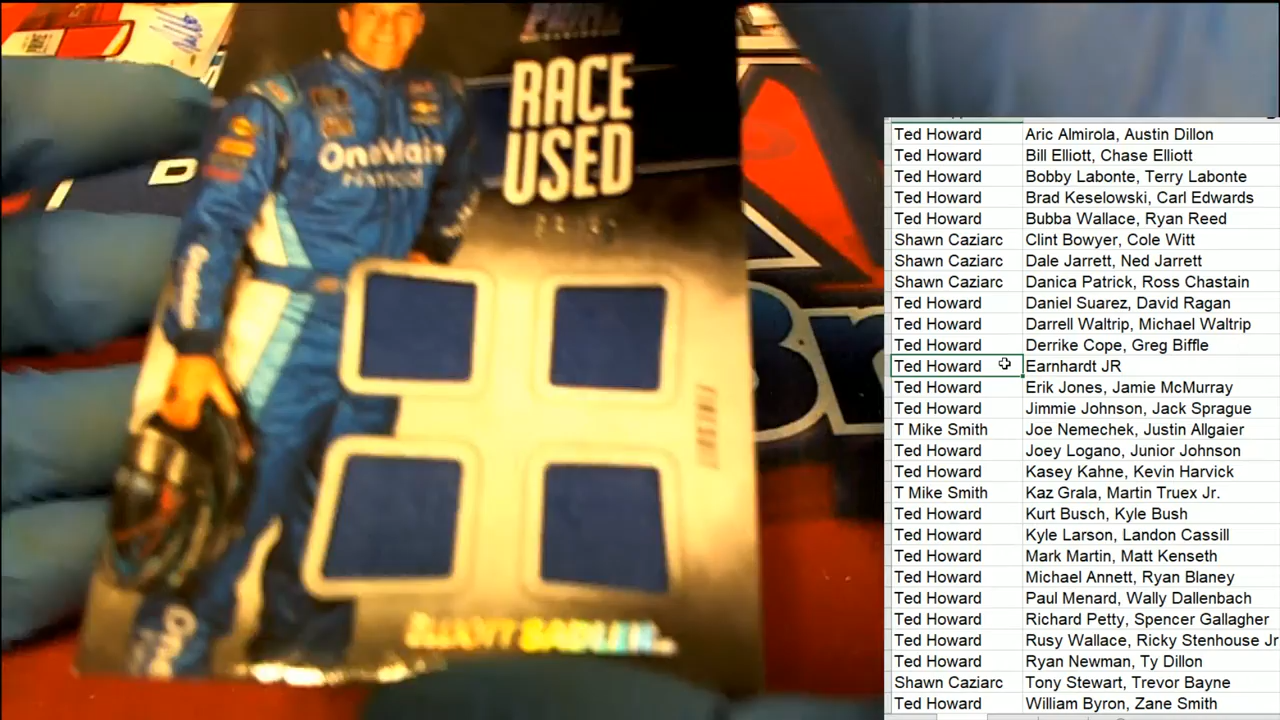 RACE
USED
OneMain
Financial
ELLIOTT SADLER
Ted Howard Aric Almirola, Austin Dillon
Ted Howard Bill Elliott, Chase Elliott
Ted Howard Bobby Labonte, Terry Labonte
Ted Howard Brad Keselowski, Carl Edwards
Ted Howard Bubba Wallace, Ryan Reed
Shawn Caziarc Clint Bowyer, Cole Witt
Shawn Caziarc Dale Jarrett, Ned Jarrett
Shawn Caziarc Danica Patrick, Ross Chastain
Ted Howard Daniel Suarez, David Ragan
Ted Howard Darrell Waltrip, Michael Waltrip
Ted Howard Derrike Cope, Greg Biffle
Ted Howard Earnhardt JR
Ted Howard Erik Jones, Jamie McMurray
Ted Howard Jimmie Johnson, Jack Sprague
T Mike Smith Joe Nemechek, Justin Allgaier
Ted Howard Joey Logano, Junior Johnson
Ted Howard Kasey Kahne, Kevin Harvick
T Mike Smith Kaz Grala, Martin Truex Jr.
Ted Howard Kurt Busch, Kyle Bush
Ted Howard Kyle Larson, Landon Cassill
Ted Howard Mark Martin, Matt Kenseth
Ted Howard Michael Annett, Ryan Blaney
Ted Howard Paul Menard, Wally Dallenbach
Ted Howard Richard Petty, Spencer Gallagher
Ted Howard Rusy Wallace, Ricky Stenhouse Jr
Ted Howard Ryan Newman, Ty Dillon
Shawn Caziarc Tony Stewart, Trevor Bayne
Ted Howard William Byron, Zane Smith